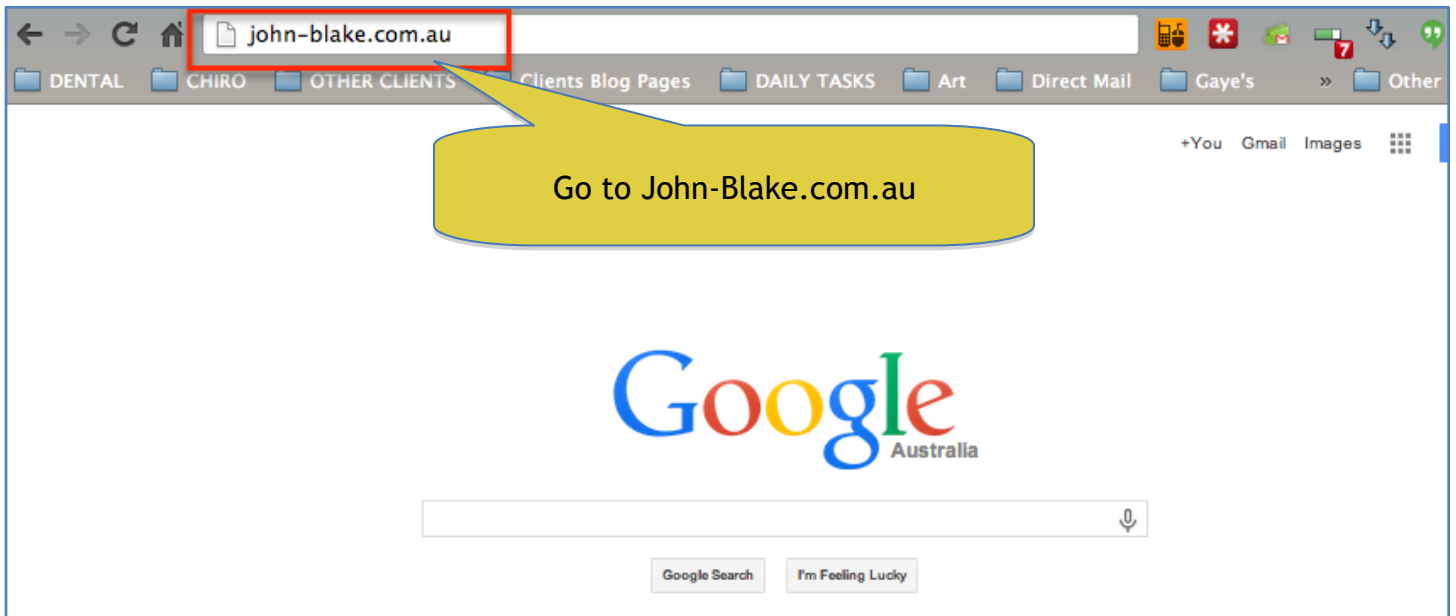 john-blake.com.au
7
DENTAL CHIRO OTHER CLIENTS Clients Blog Pages DAILY TASKS Art Direct Mail Gaye's » Other
+You Gmail Images
Go to John-Blake.com.au
Google
Australia
Google Search I'm Feeling Lucky